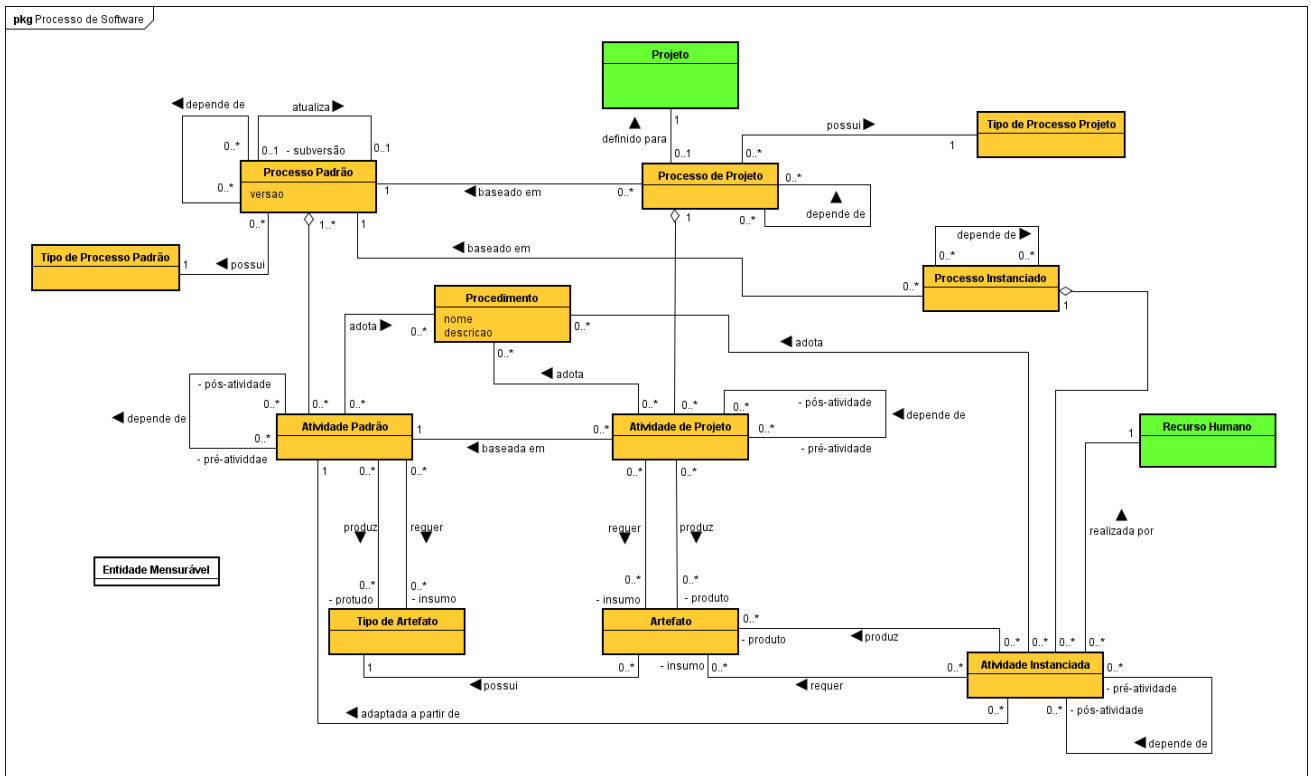 pkg Processo de Software
Projeto
depende de
atualiza
possui
Tipo de Processo Projeto
1
definido para
0..*
0..1
- subversão
0..1
0..1
0..*
1
Processo Padrão
versao
0..*
1
baseado em
0..*
Processo de Projeto
0..*
0..*
depende de
0..*
1..*
1
1
depende de
0..*
0..*
Tipo de Processo Padrão
1
possui
baseado em
0..*
Processo Instanciado
1
Procedimento
nome
descricao
adota
0..*
0..*
0..*
adota
adota
- pós-atividade
0..*
depende de
0..*
- pré-atividdae
0..*
0..*
Atividade Padrão
1
baseada em
0..*
0..*
0..*
Atividade de Projeto
0..*
- pós-atividade
depende de
0..*
- pré-atividade
1
Recurso Humano
1
0..*
0..*
0..*
0..*
produz
requer
requer
produz
realizada por
Entidade Mensurável
0..*
- protudo
0..*
- insumo
Tipo de Artefato
0..*
- insumo
0..*
- produto
Artefato
0..*
- produto
produz
0..*
0..*
0..*
0..*
1
possui
0..*
- insumo
0..*
requer
0..*
Atividade Instanciada
0..*
- pré-atividade
adaptada a partir de
0..*
0..*
- pós-atividade
depende de